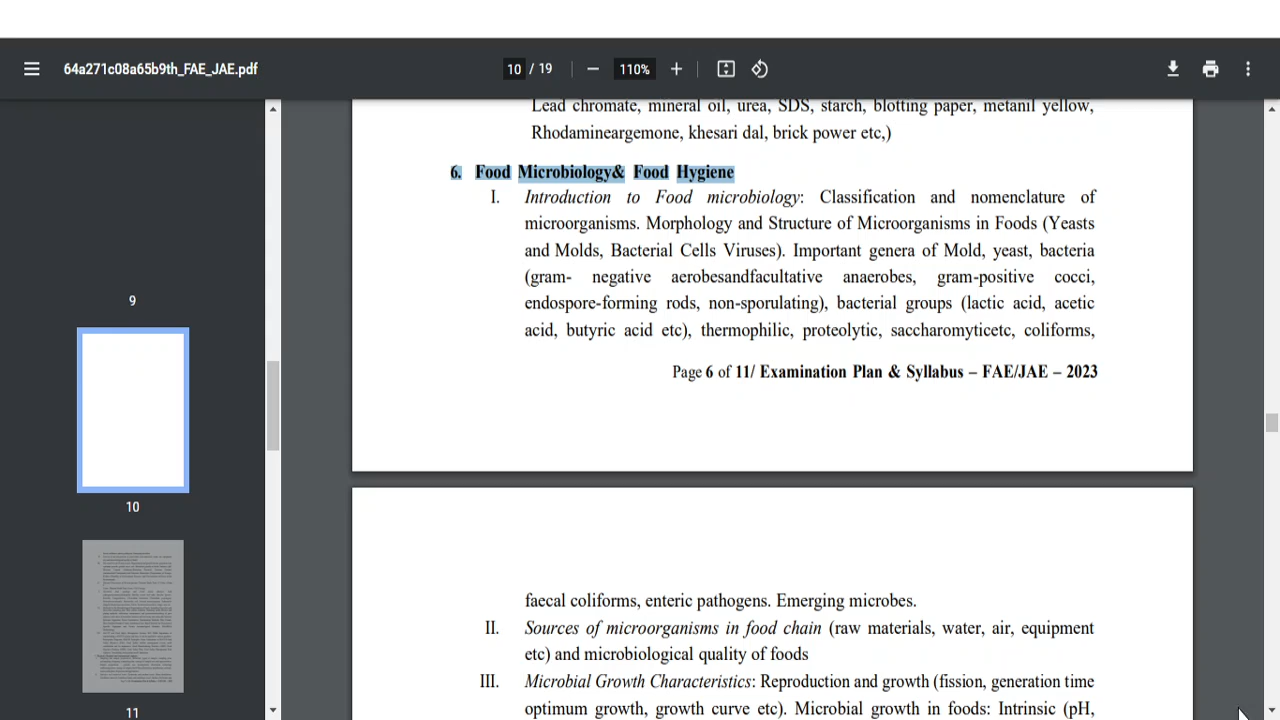 64a271c08a65b9th_FAE_JAE.pdf
10 / 19
110%
Lead chromate, mineral oil, urea, SDS, starch, blotting paper, metanil yellow,
Rhodamineargemone, khesari dal, brick power etc,)
6. Food Microbiology& Food Hygiene
I. Introduction to Food microbiology: Classification and nomenclature of
microorganisms. Morphology and Structure of Microorganisms in Foods (Yeasts
and Molds, Bacterial Cells Viruses). Important genera of Mold, yeast, bacteria
(gram- negative aerobesandfacultative anaerobes, gram-positive cocci,
endospore-forming rods, non-sporulating), bacterial groups (lactic acid, acetic
acid, butyric acid etc), thermophilic, proteolytic, saccharomyticetc, coliforms,
Page 6 of 11/ Examination Plan & Syllabus – FAE/JAE – 2023
faecal coliforms, enteric pathogens. Emerging microbes.
II. Sources of microorganisms in food chain (raw materials, water, air, equipment
etc) and microbiological quality of foods.
III. Microbial Growth Characteristics: Reproduction and growth (fission, generation time
optimum growth, growth curve etc). Microbial growth in foods: Intrinsic (pH,
9
10
11